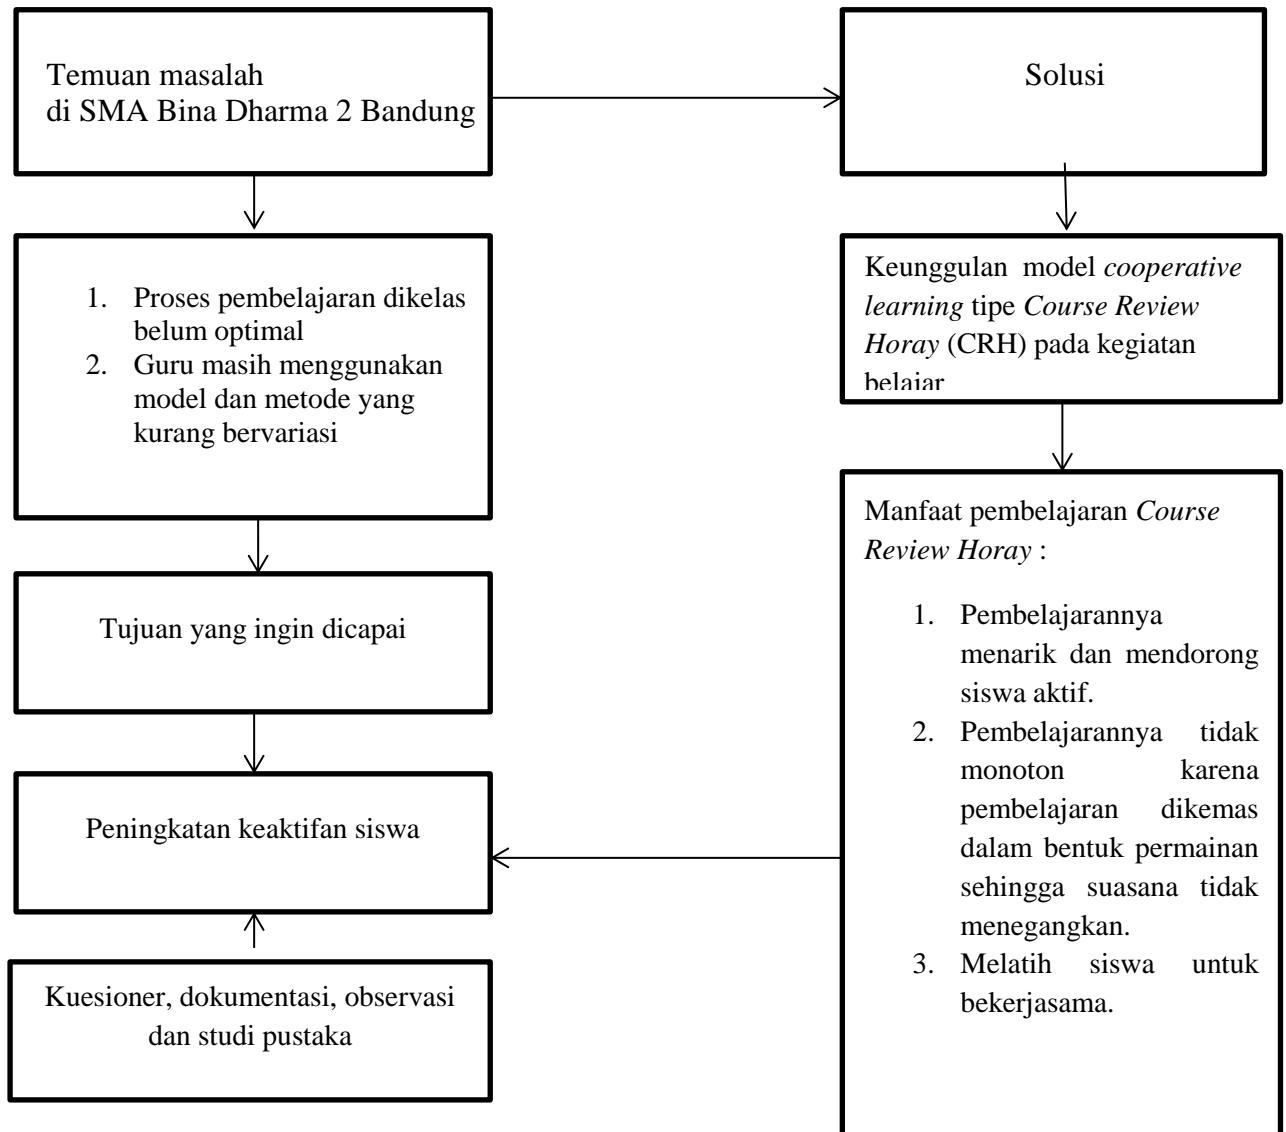 Temuan masalah
di SMA Bina Dharma 2 Bandung
Solusi
1. Proses pembelajaran dikelas
belum optimal
2. Guru masih menggunakan
model dan metode yang
kurang bervariasi
Keunggulan model cooperative
learning tipe Course Review
Horay (CRH) pada kegiatan
belajar
Tujuan yang ingin dicapai
Manfaat pembelajaran Course
Review Horay :
1. Pembelajarannya
menarik dan mendorong
siswa aktif.
2. Pembelajarannya tidak
monoton karena
pembelajaran dikemas
dalam bentuk permainan
sehingga suasana tidak
menegangkan.
3. Melatih siswa untuk
bekerjasama.
Peningkatan keaktifan siswa
Kuesioner, dokumentasi, observasi
dan studi pustaka